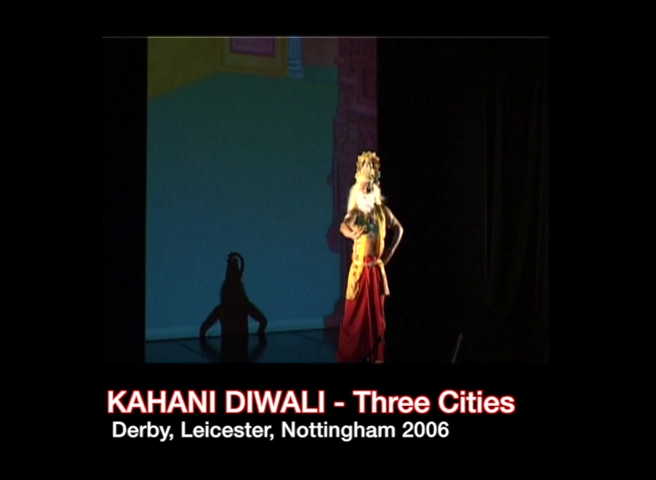 KAHANI DIWALI - Three Cities
Derby, Leicester, Nottingham 2006